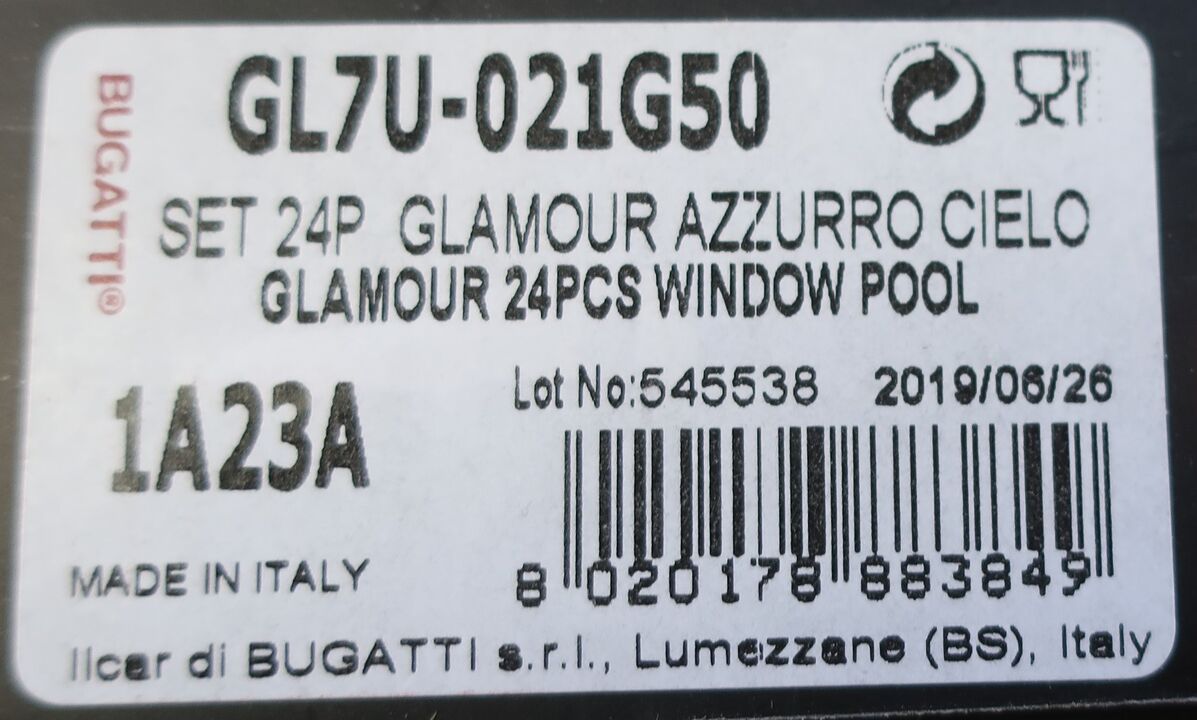 BUGATTI®
GL7U-021G50
SET 24P GLAMOUR AZZURRO CIELO
GLAMOUR 24PCS WINDOW POOL
Lot No:545538 2019/06/26
1A23A
8 020178 883849
MADE IN ITALY
Ilcar di BUGATTI s.r.l., Lumezzane (BS), Italy